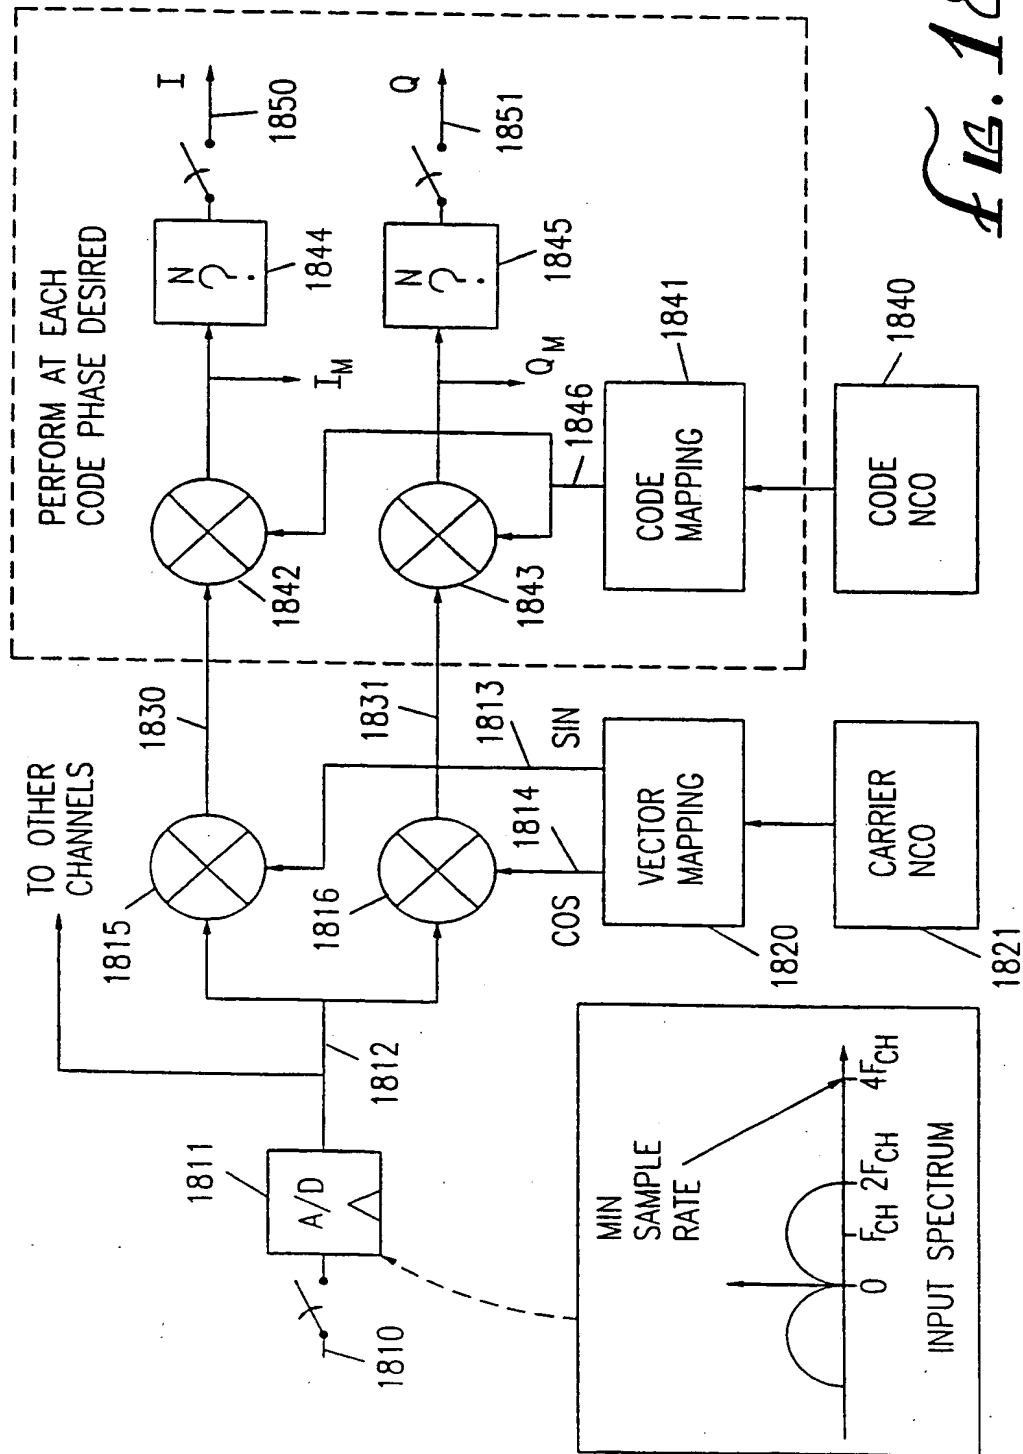 PERFORM AT EACH
CODE PHASE DESIRED
TO OTHER
CHANNELS
I
1850
N
?
1844
I_M
1842
1830
1815
Q
1851
N
?
1845
Q_M
1846
1843
1831
1813
SIN
1814
COS
1816
1812
1811
A/D
1810
CODE
MAPPING
1841
CODE
NCO
1840
VECTOR
MAPPING
1820
CARRIER
NCO
1821
MIN
SAMPLE
RATE
0
F_CH
2F_CH
4F_CH
INPUT SPECTRUM
FIG. 18